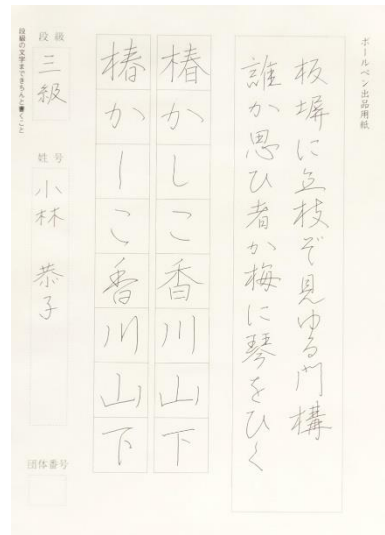 ボールペン出品用紙
板塀に立枝ぞ見ゆる門構
誰か思ひ者か梅に琴をひく
椿かしこ香川山下
椿かしこ香川山下
段級
三級
姓号
小林 恭子
団体番号
段級の文字まできちんと書くこと